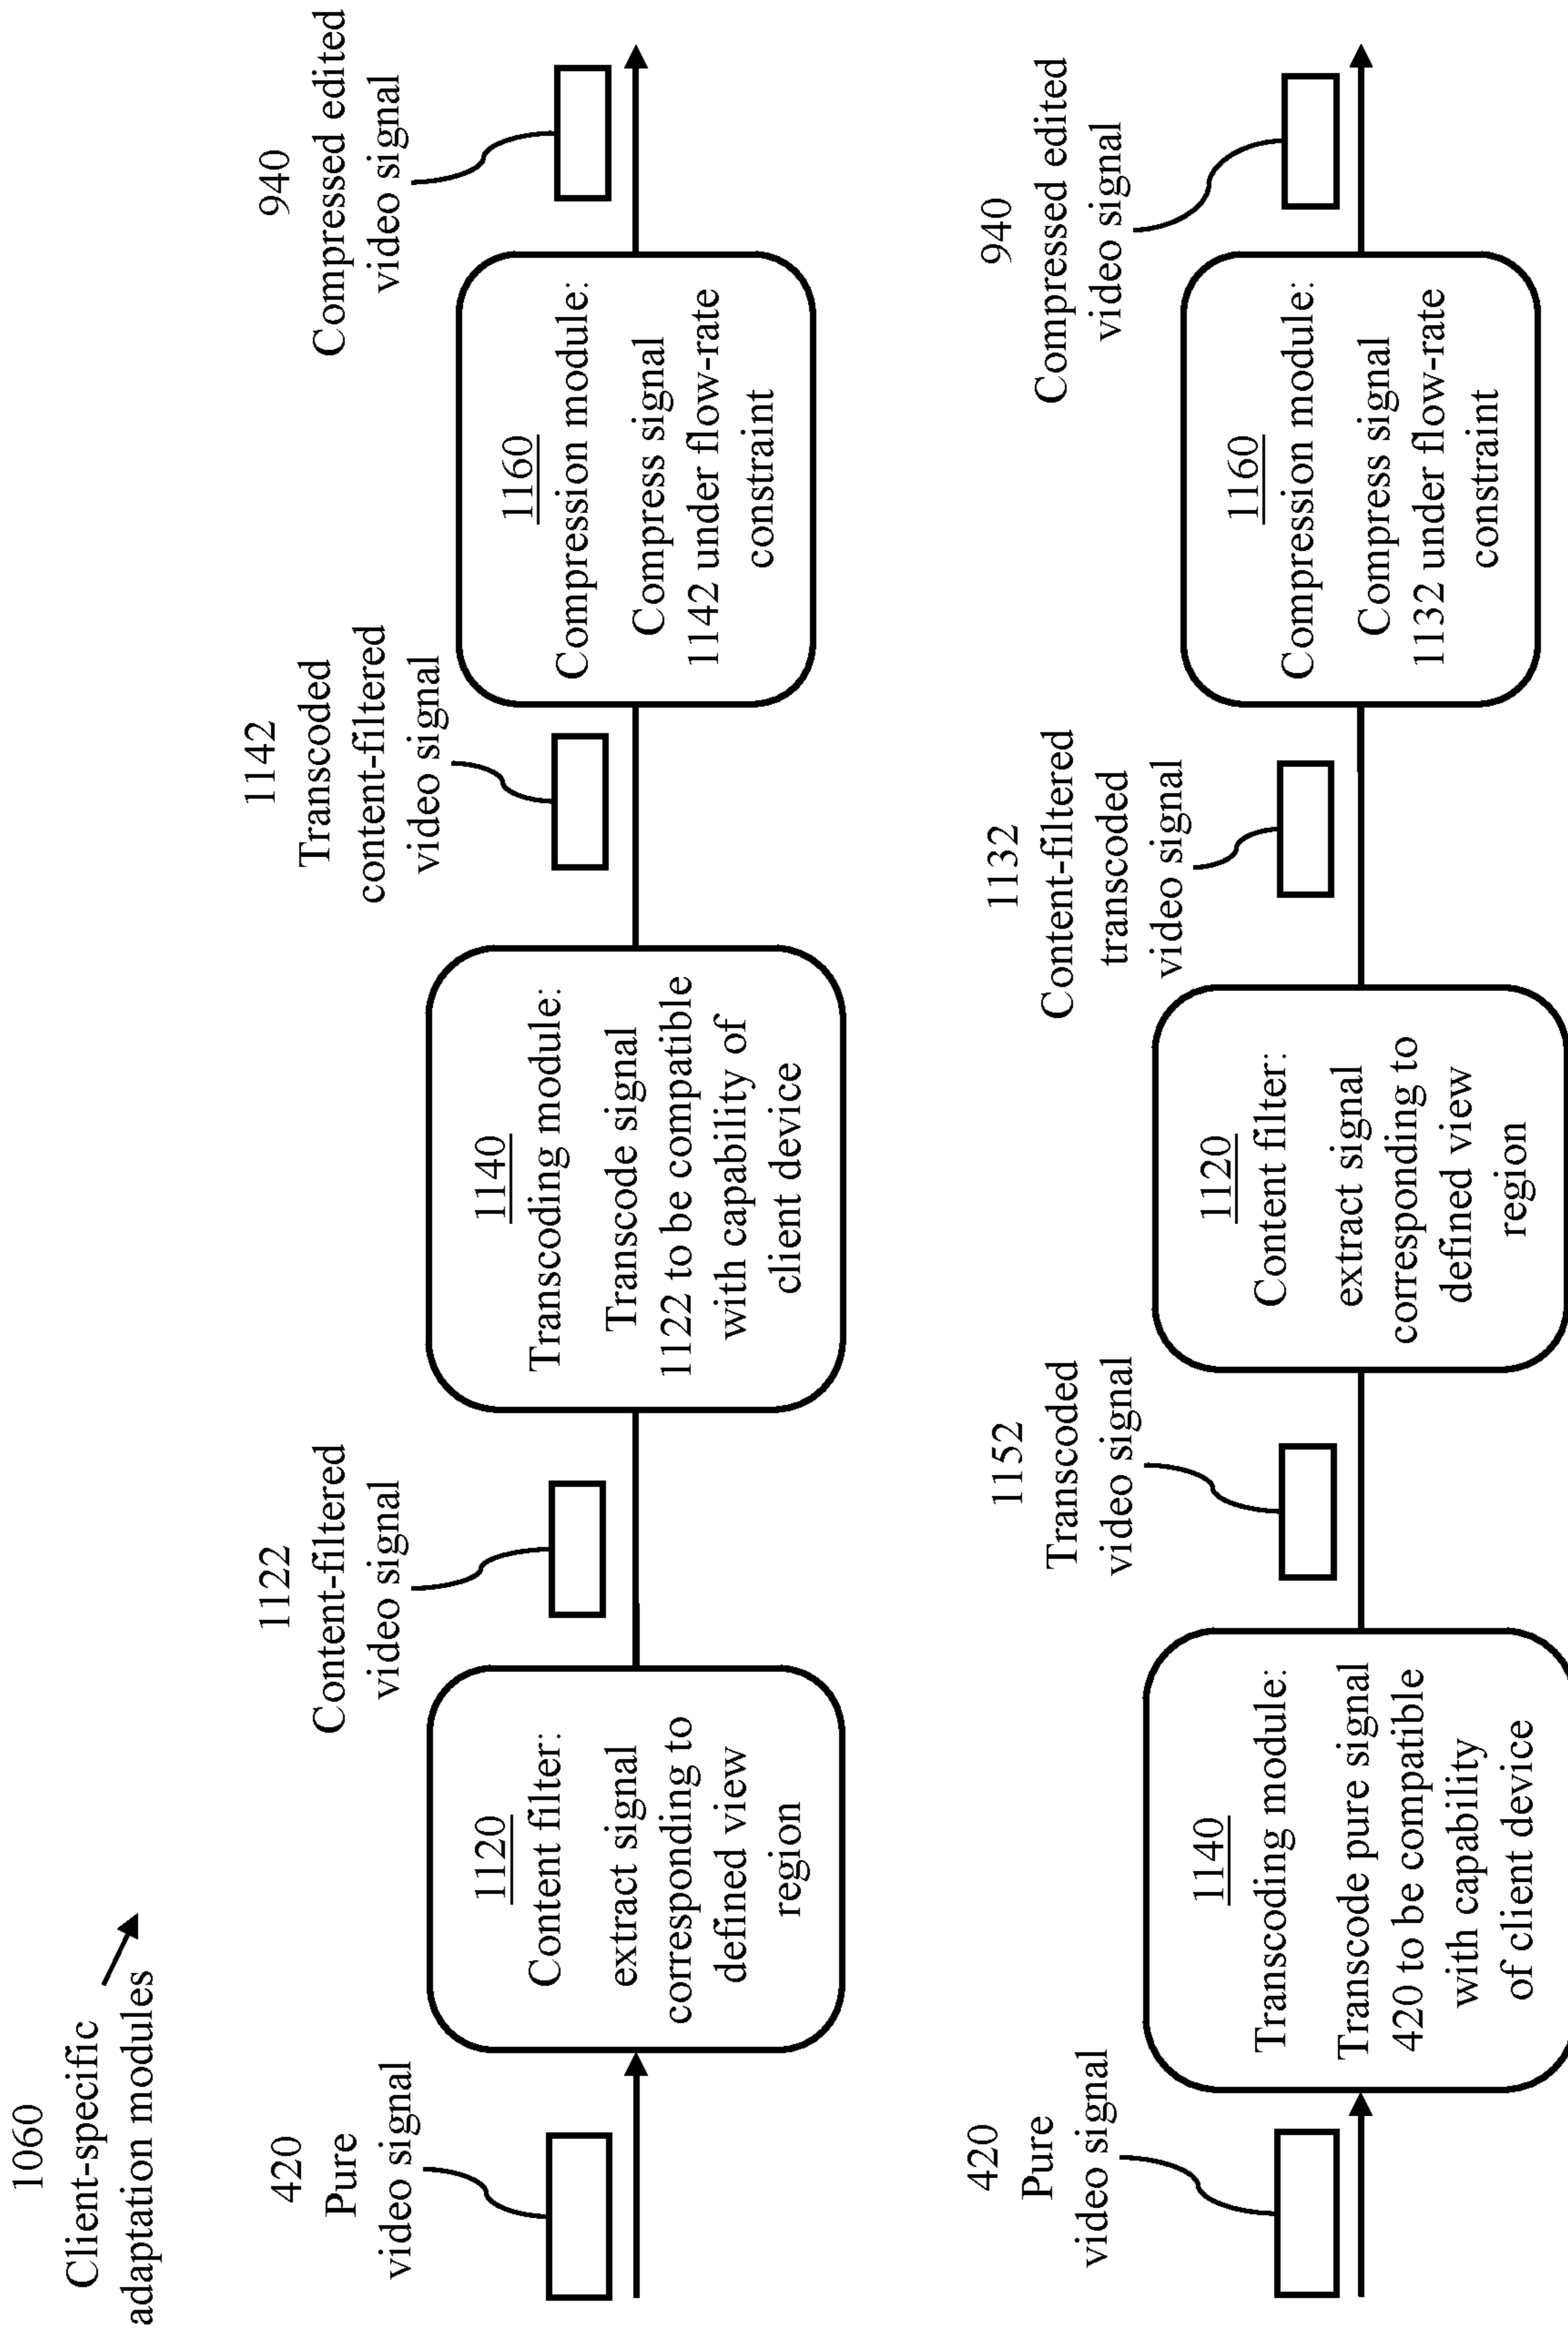 1060
Client-specific
adaptation modules
420
Pure
video signal
1120
Content filter:
extract signal
corresponding to
defined view
region
1122
Content-filtered
video signal
1140
Transcoding module:
Transcode signal
1122 to be compatible
with capability of
client device
1142
Transcoded
content-filtered
video signal
1160
Compression module:
Compress signal
1142 under flow-rate
constraint
940
Compressed edited
video signal
420
Pure
video signal
1140
Transcoding module:
Transcode pure signal
420 to be compatible
with capability
of client device
1152
Transcoded
video signal
1120
Content filter:
extract signal
corresponding to
defined view
region
1132
Content-filtered
transcoded
video signal
1160
Compression module:
Compress signal
1132 under flow-rate
constraint
940
Compressed edited
video signal